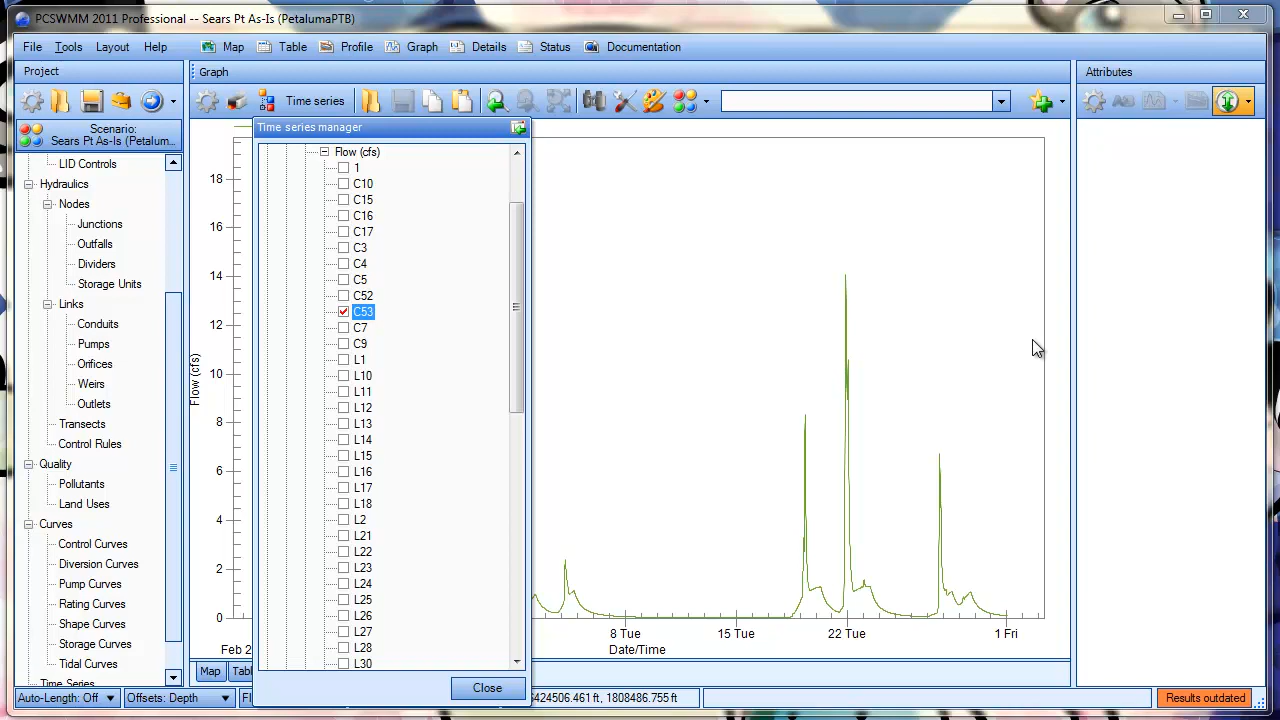 PCSWMM 2011 Professional -- Sears Pt As-Is (PetalumaPTB)
File Tools Layout Help Map Table Profile Graph Details Status Documentation
Project
Graph
Attributes
Time series
Scenario:
Sears Pt As-Is (Petalum...
LID Controls
Hydraulics
Nodes
Junctions
Outfalls
Dividers
Storage Units
Links
Conduits
Pumps
Orifices
Weirs
Outlets
Transects
Control Rules
Quality
Pollutants
Land Uses
Curves
Control Curves
Diversion Curves
Pump Curves
Rating Curves
Shape Curves
Storage Curves
Tidal Curves
Time Series
Time series manager
Flow (cfs)
1
C10
C15
C16
C17
C3
C4
C5
C52
C53
C7
C9
L1
L10
L11
L12
L13
L14
L15
L16
L17
L18
L2
L21
L22
L23
L24
L25
L26
L27
L28
L30
Close
18
16
14
12
10
8
6
4
2
0
Flow (cfs)
Feb 2
8 Tue 15 Tue 22 Tue 1 Fri
Date/Time
Map Tabl
Auto-Length: Off Offsets: Depth Fl 424506.461 ft, 1808486.755 ft Results outdated